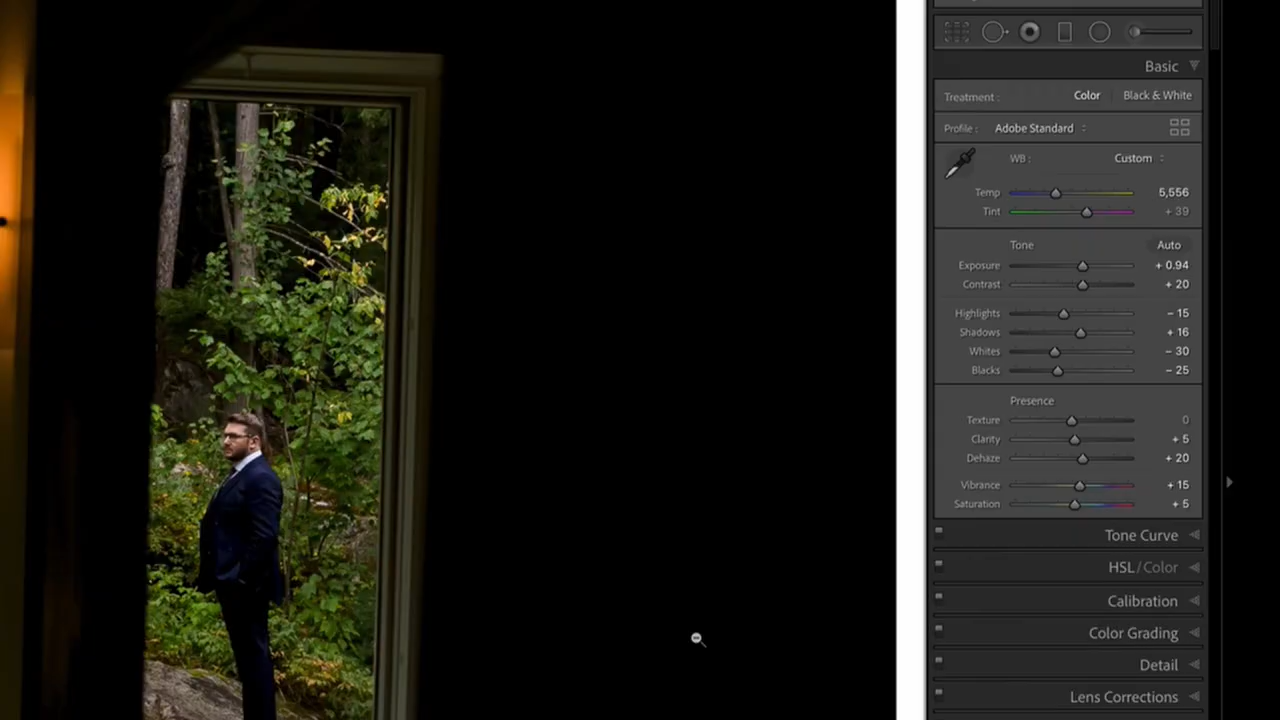 Basic
Treatment : Color Black & White
Profile : Adobe Standard
WB : Custom
Temp 5,556
Tint + 39
Tone Auto
Exposure + 0.94
Contrast + 20
Highlights - 15
Shadows + 16
Whites - 30
Blacks - 25
Presence
Texture 0
Clarity + 5
Dehaze + 20
Vibrance + 15
Saturation + 5
Tone Curve
HSL / Color
Calibration
Color Grading
Detail
Lens Corrections